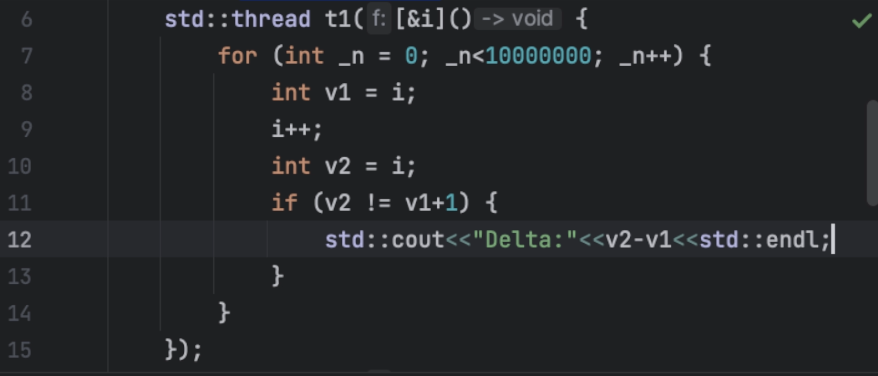 6 std::thread t1( f: [&i]() -> void {
7 for (int _n = 0; _n<10000000; _n++) {
8 int v1 = i;
9 i++;
10 int v2 = i;
11 if (v2 != v1+1) {
12 std::cout<<"Delta:"<<v2-v1<<std::endl;
13 }
14 }
15 });